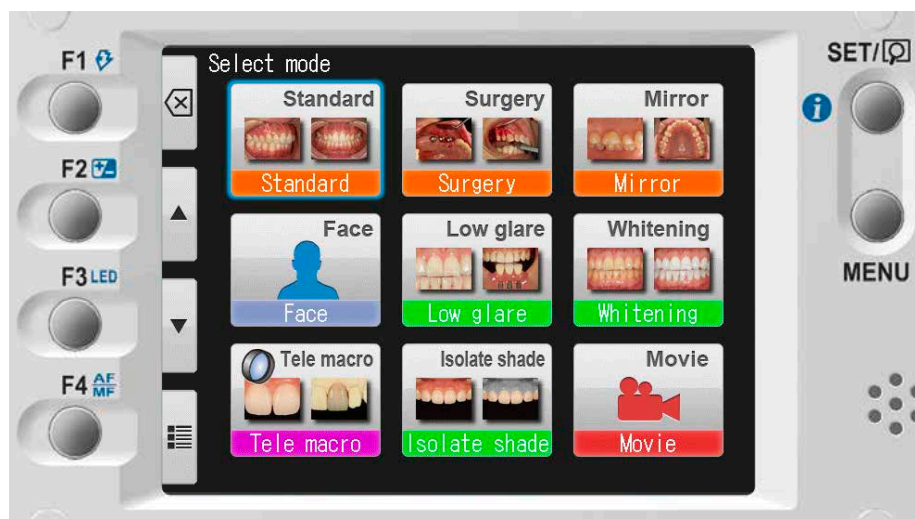 F1
F2
F3 LED
F4 AF MF
Select mode
Standard
Standard
Surgery
Surgery
Mirror
Mirror
Face
Face
Low glare
Low glare
Whitening
Whitening
Tele macro
Tele macro
Isolate shade
Isolate shade
Movie
Movie
SET/
i
MENU